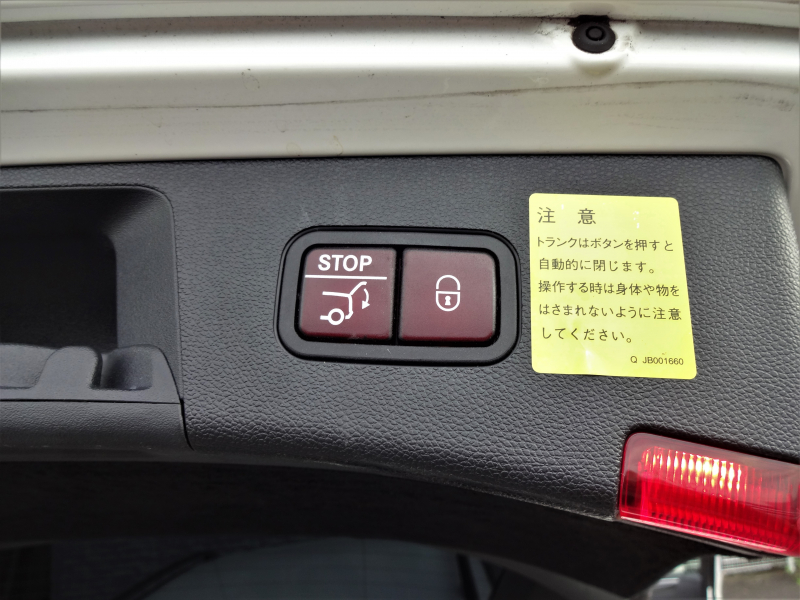 STOP
注 意
トランクはボタンを押すと
自動的に閉じます。
操作する時は身体や物を
はさまれないように注意
してください。
Q JB001660